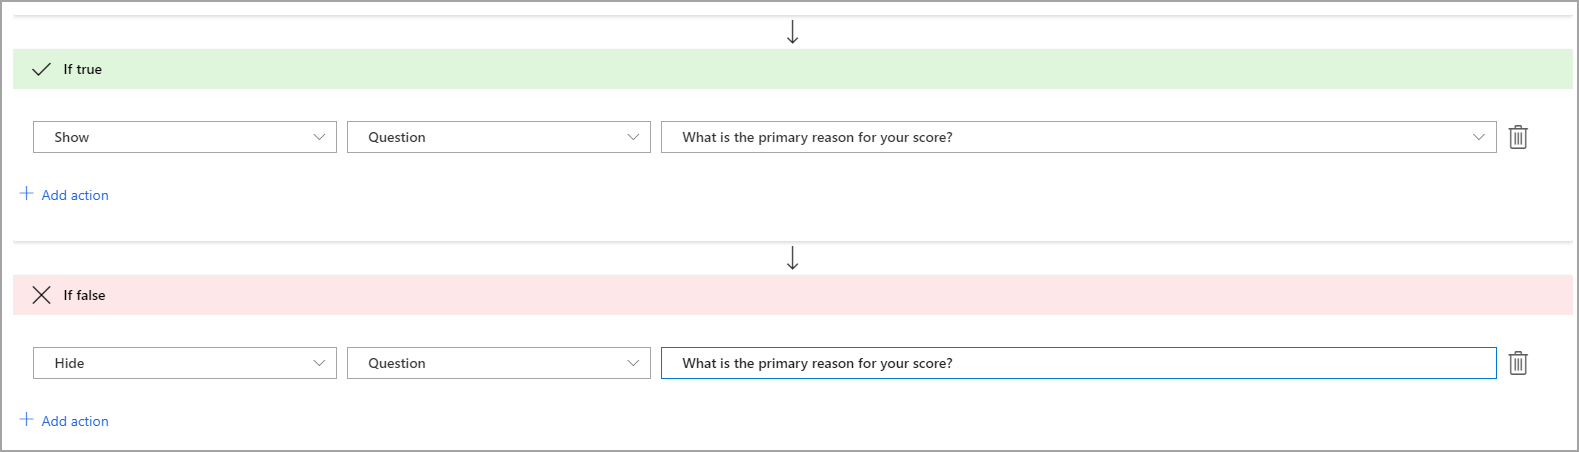 If true
Show Question What is the primary reason for your score?
Add action
If false
Hide Question What is the primary reason for your score?
Add action